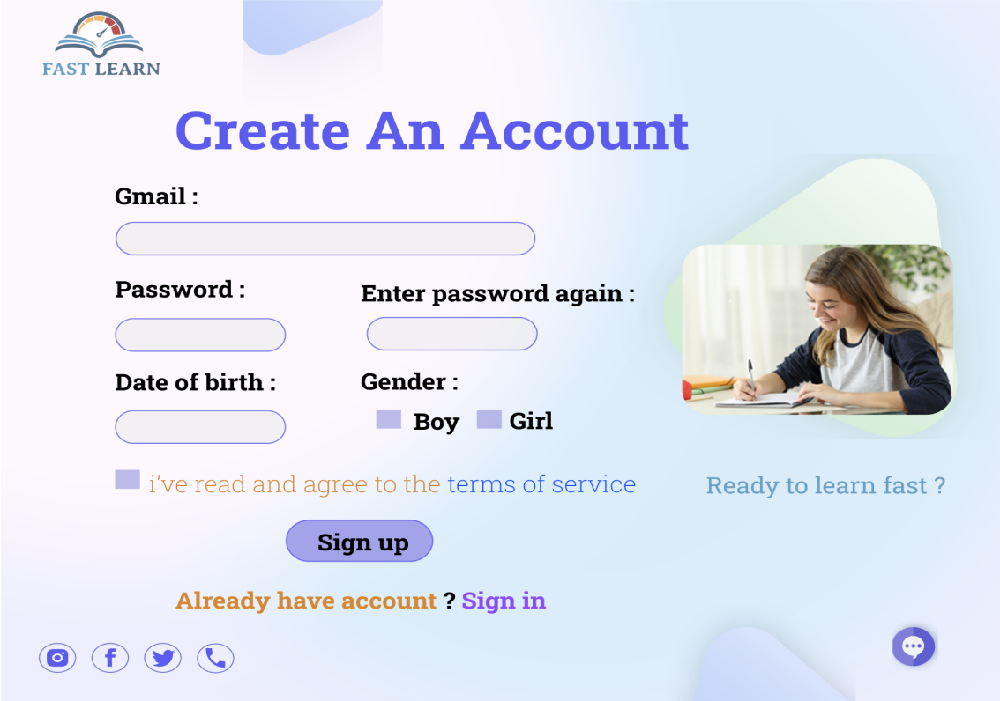 FAST LEARN
Create An Account
Gmail :
Password :
Enter password again :
Date of birth :
Gender :
Boy
Girl
i've read and agree to the terms of service
Ready to learn fast ?
Sign up
Already have account ? Sign in